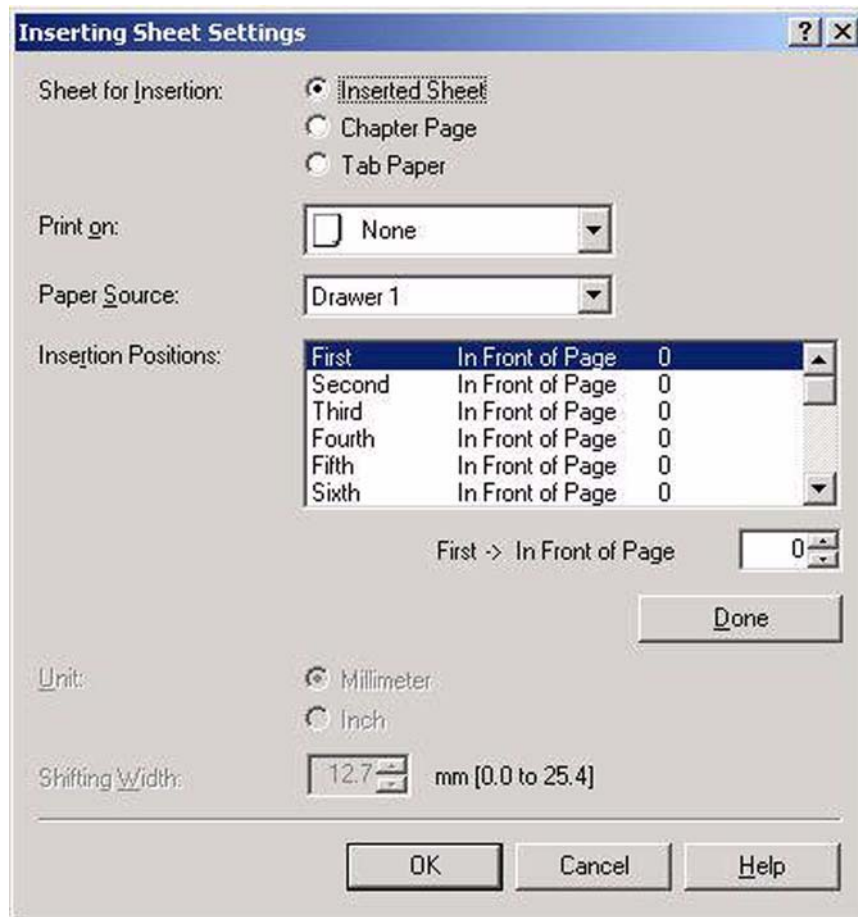 Inserting Sheet Settings
Sheet for Insertion: Inserted Sheet
Chapter Page
Tab Paper
Print on: None
Paper Source: Drawer 1
Insertion Positions: First In Front of Page 0
Second In Front of Page 0
Third In Front of Page 0
Fourth In Front of Page 0
Fifth In Front of Page 0
Sixth In Front of Page 0
First -> In Front of Page 0
Done
Unit: Millimeter
Inch
Shifting Width: 12.7 mm [0.0 to 25.4]
OK Cancel Help